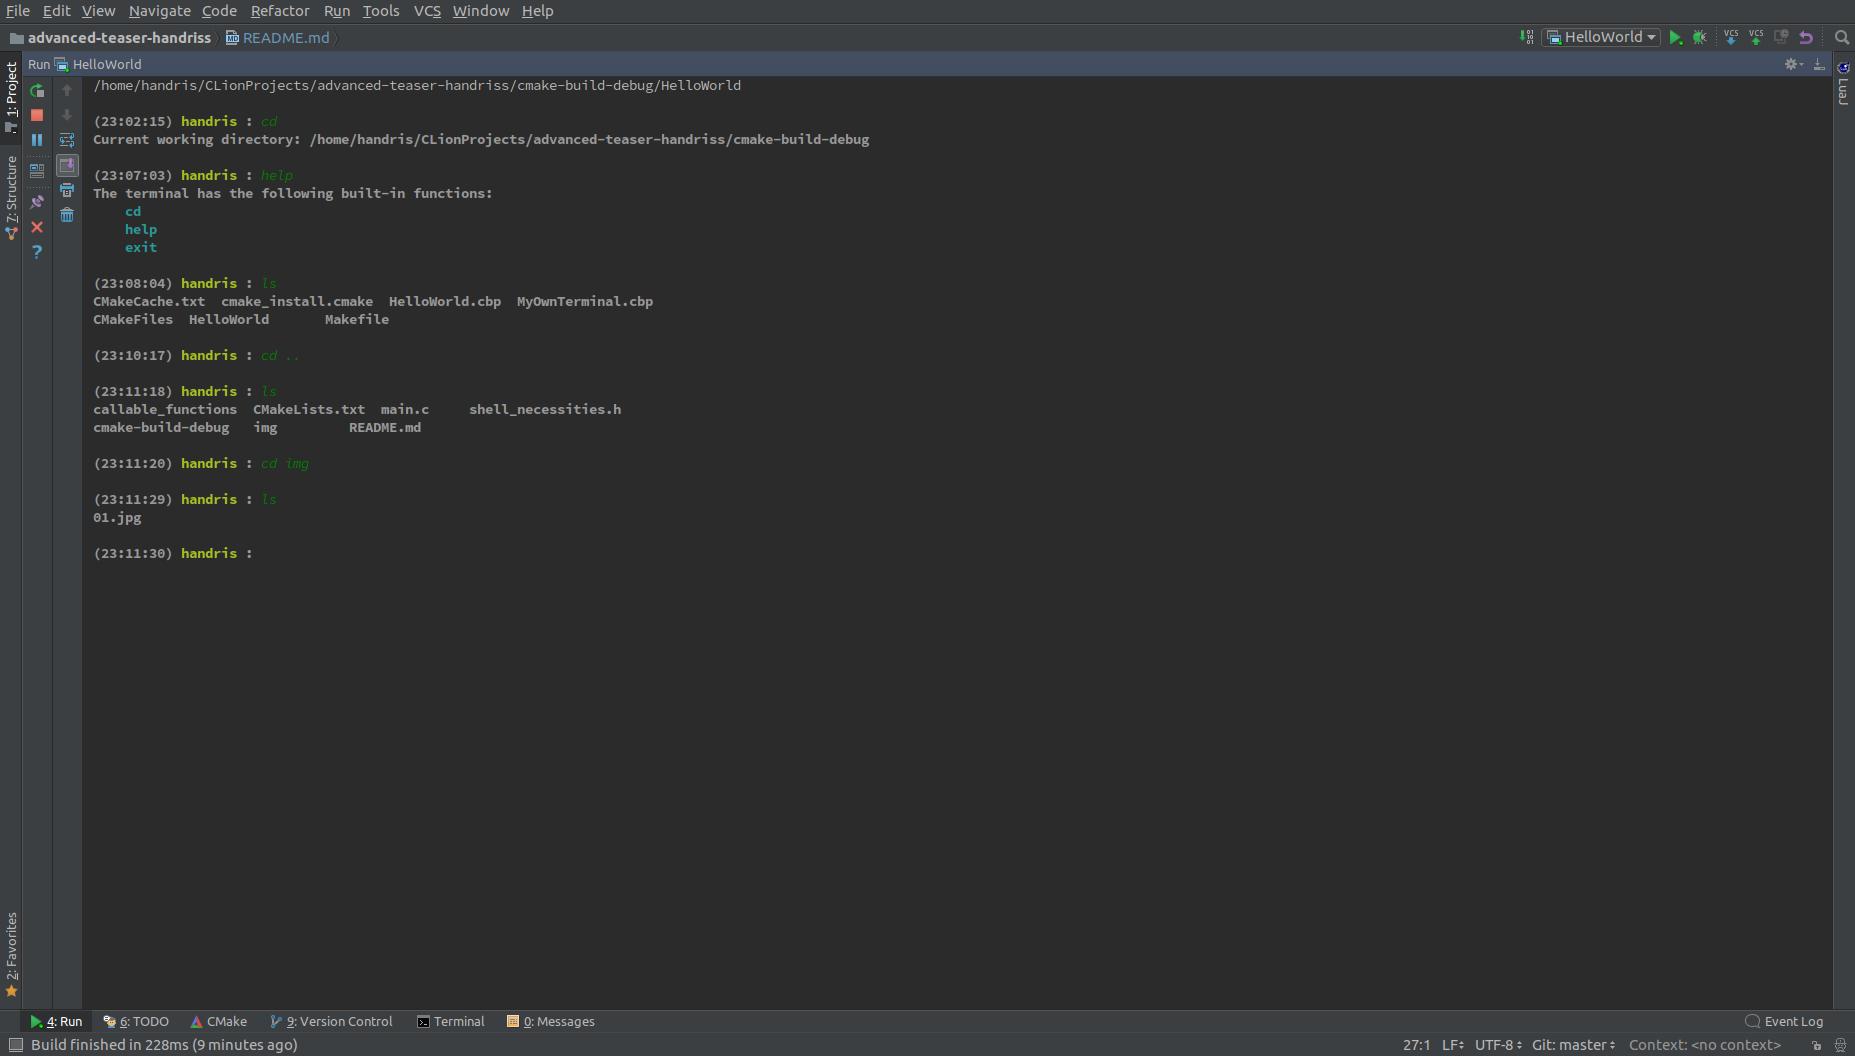 File Edit View Navigate Code Refactor Run Tools VCS Window Help
advanced-teaser-handriss README.md HelloWorld VCS VCS
Run HelloWorld
1: Project
7: Structure
2: Favorites
Lua
/home/handris/CLionProjects/advanced-teaser-handriss/cmake-build-debug/HelloWorld
(23:02:15) handris : cd
Current working directory: /home/handris/CLionProjects/advanced-teaser-handriss/cmake-build-debug
(23:07:03) handris : help
The terminal has the following built-in functions:
cd
help
exit
(23:08:04) handris : ls
CMakeCache.txt cmake_install.cmake HelloWorld.cbp MyOwnTerminal.cbp
CMakeFiles HelloWorld Makefile
(23:10:17) handris : cd ..
(23:11:18) handris : ls
callable_functions CMakeLists.txt main.c shell_necessities.h
cmake-build-debug img README.md
(23:11:20) handris : cd img
(23:11:29) handris : ls
01.jpg
(23:11:30) handris :
4: Run 6: TODO CMake 9: Version Control Terminal 0: Messages Event Log
Build finished in 228ms (9 minutes ago) 27:1 LF UTF-8 Git: master Context: <no context>